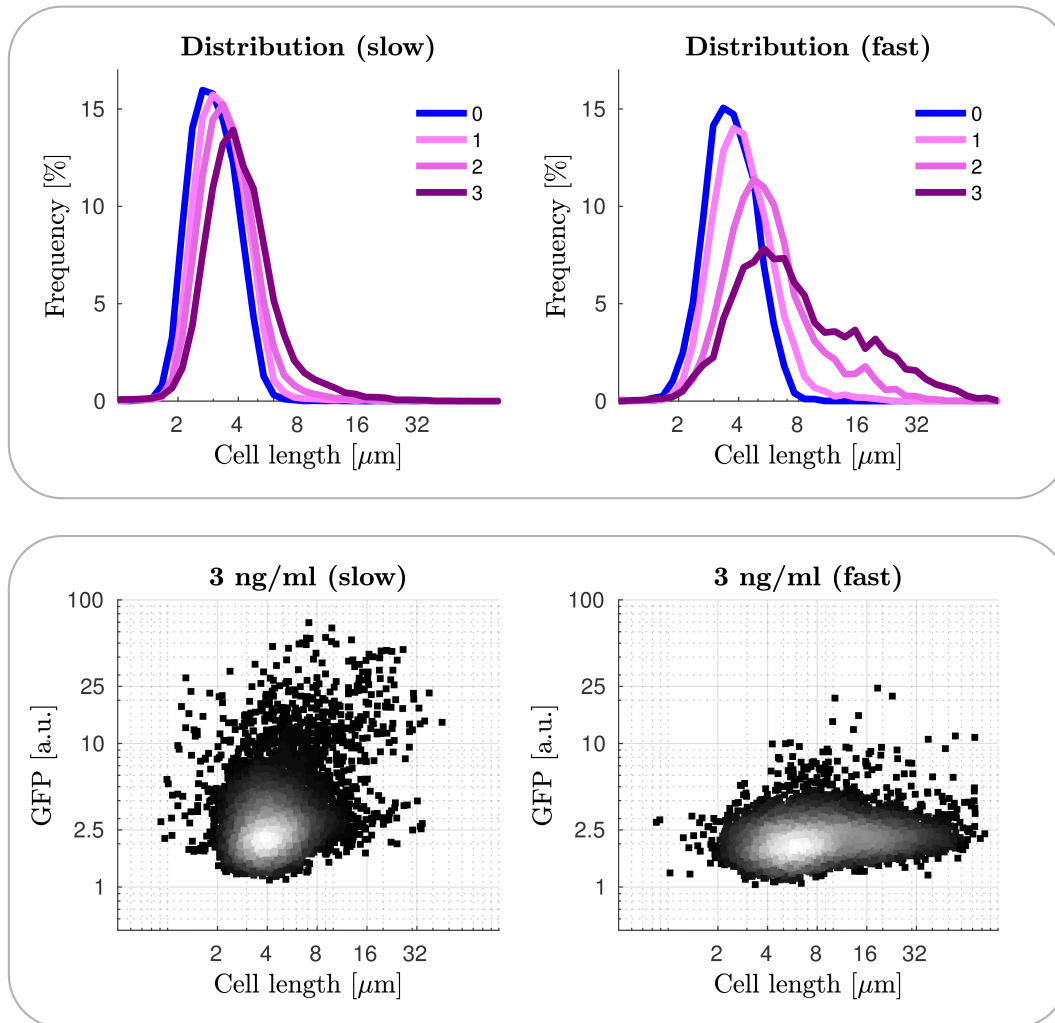 Distribution (slow)
Frequency [%]
15
10
5
0
0
1
2
3
2 4 8 16 32
Cell length [μm]
Distribution (fast)
Frequency [%]
15
10
5
0
0
1
2
3
2 4 8 16 32
Cell length [μm]
3 ng/ml (slow)
GFP [a.u.]
100
25
10
2.5
1
2 4 8 16 32
Cell length [μm]
3 ng/ml (fast)
GFP [a.u.]
100
25
10
2.5
1
2 4 8 16 32
Cell length [μm]